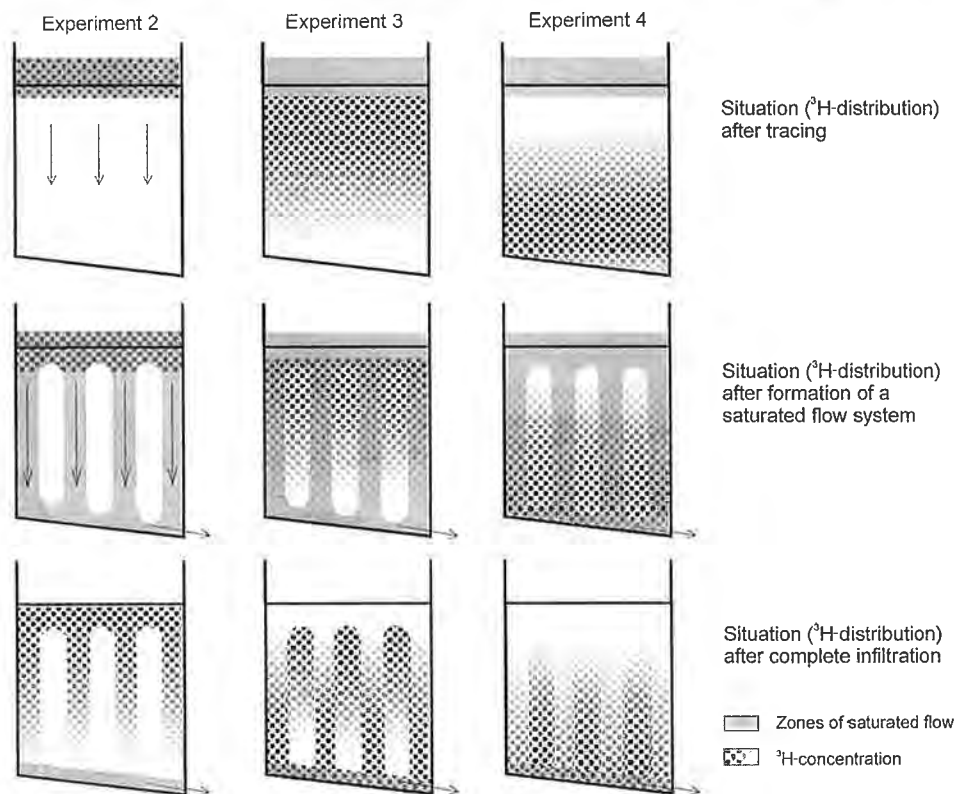 Experiment 2
Experiment 3
Experiment 4
Situation (³H-distribution)
after tracing
Situation (³H-distribution)
after formation of a
saturated flow system
Situation (³H-distribution)
after complete infiltration
Zones of saturated flow
³H-concentration